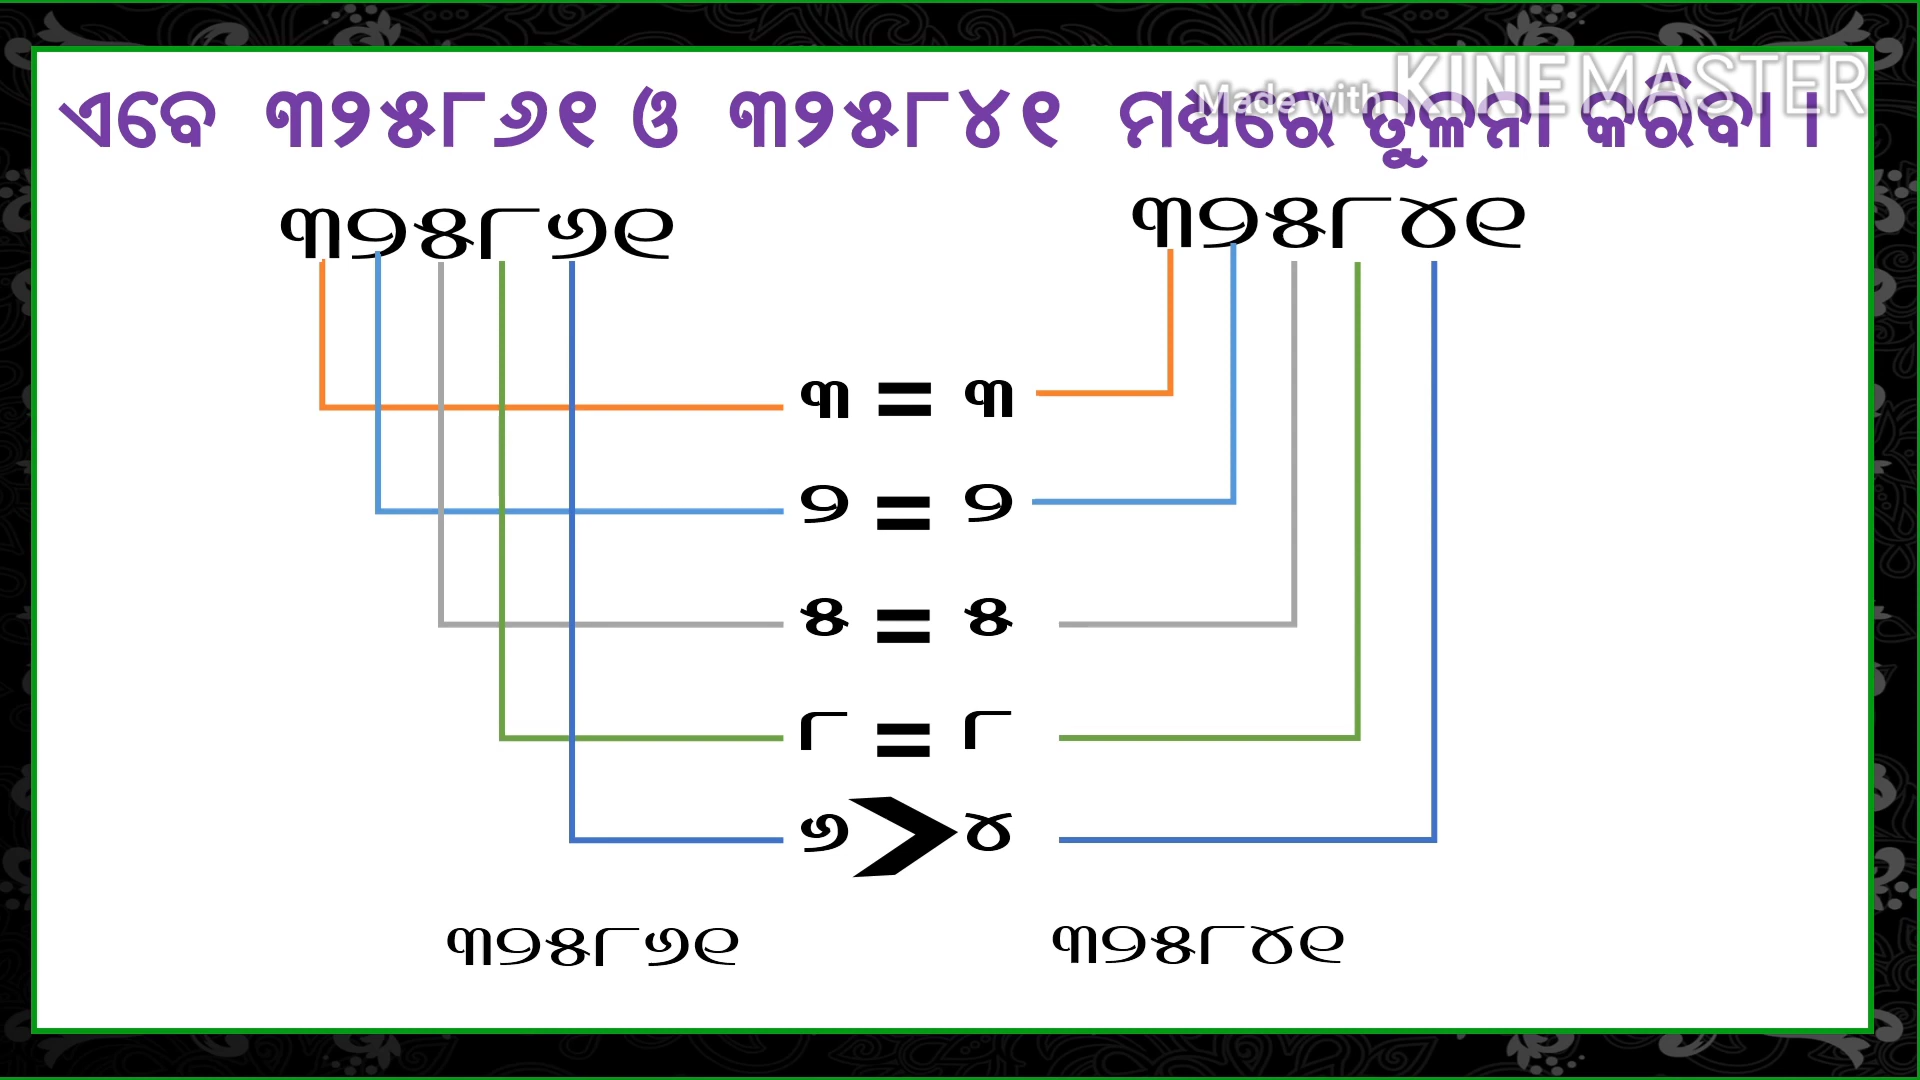 ଏବେ ୩୨୫୮୬୧ ଓ ୩୨୫୮୪୧ ମଧ୍ୟରେ ତୁଳନା କରିବା ।
Made with KINEMASTER
୩୨୫୮୬୧ ୩୨୫୮୪୧
୩ = ୩
୨ = ୨
୫ = ୫
୮ = ୮
୬ > ୪
୩୨୫୮୬୧ ୩୨୫୮୪୧